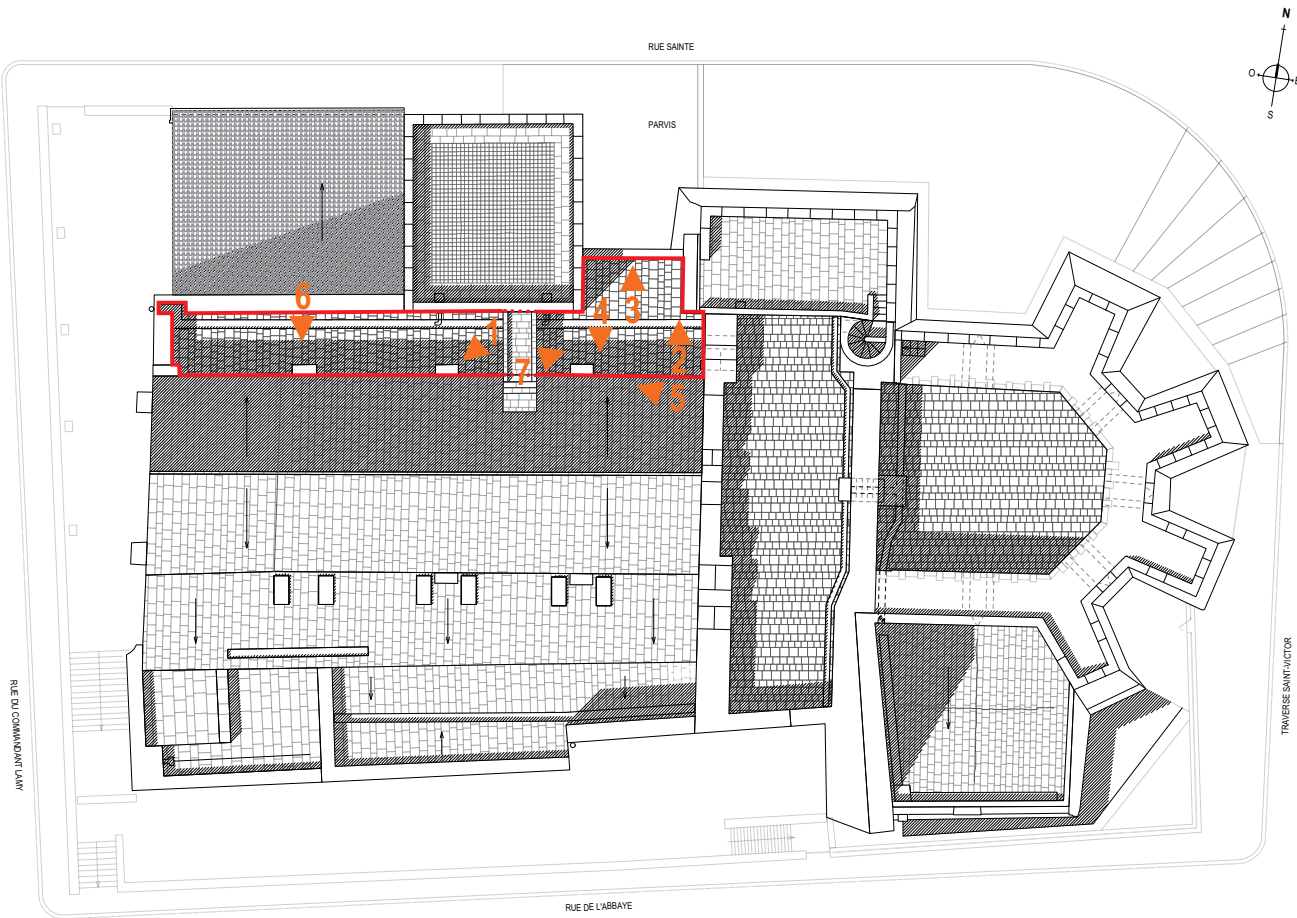 N
RUE SAINTE
O
E
S
PARVIS
6
4
3
1
2
7
5
RUE DU COMMANDANT LAMY
TRAVERSE SAINT-VICTOR
RUE DE L'ABBAYE